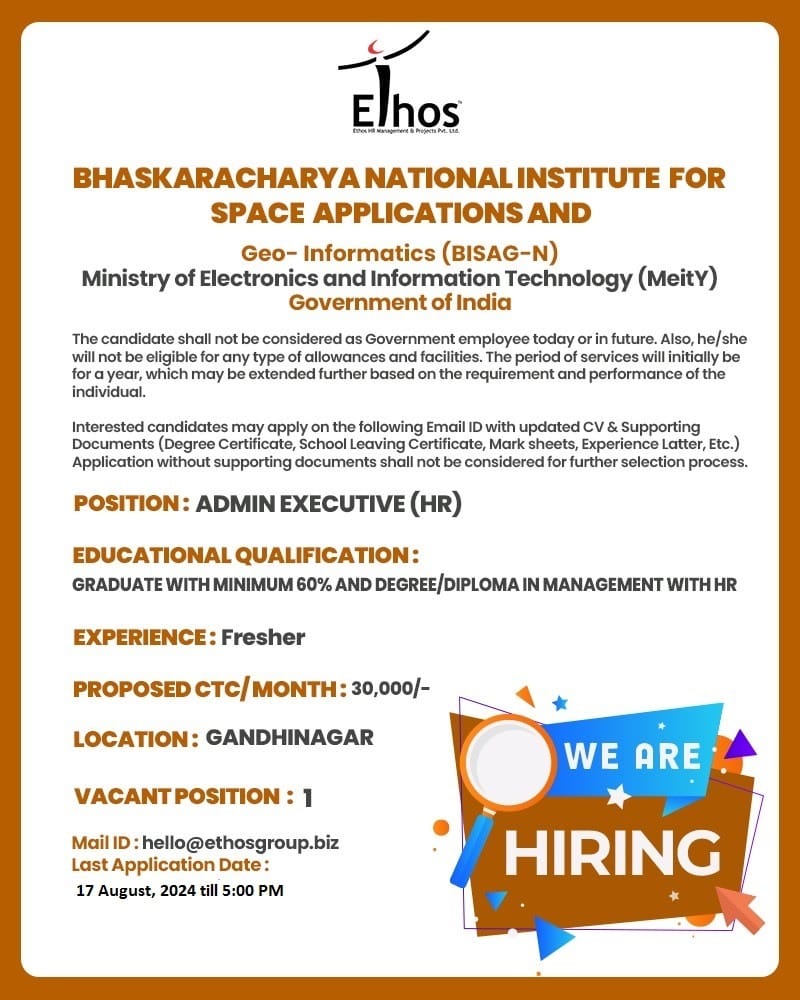 Ethos
Ethos HR Management & Projects Pvt. Ltd.
BHASKARACHARYA NATIONAL INSTITUTE FOR
SPACE APPLICATIONS AND
Geo- Informatics (BISAG-N)
Ministry of Electronics and Information Technology (MeitY)
Government of India
The candidate shall not be considered as Government employee today or in future. Also, he/she
will not be eligible for any type of allowances and facilities. The period of services will initially be
for a year, which may be extended further based on the requirement and performance of the
individual.
Interested candidates may apply on the following Email ID with updated CV & Supporting
Documents (Degree Certificate, School Leaving Certificate, Mark sheets, Experience Latter, Etc.)
Application without supporting documents shall not be considered for further selection process.
POSITION : ADMIN EXECUTIVE (HR)
EDUCATIONAL QUALIFICATION :
GRADUATE WITH MINIMUM 60% AND DEGREE/DIPLOMA IN MANAGEMENT WITH HR
EXPERIENCE : Fresher
PROPOSED CTC/ MONTH : 30,000/-
LOCATION : GANDHINAGAR
VACANT POSITION : 1
Mail ID : hello@ethosgroup.biz
Last Application Date :
17 August, 2024 till 5:00 PM
WE ARE
HIRING